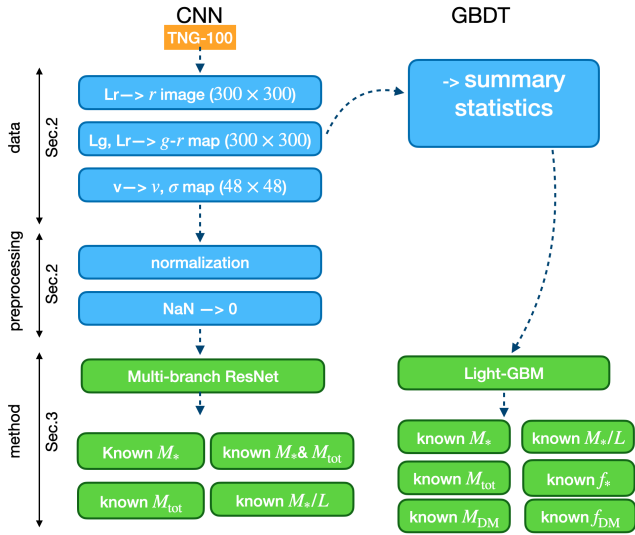 CNN
GBDT
TNG-100
Lr—> r image (300 × 300)
Lg, Lr—> g-r map (300 × 300)
v—> v, σ map (48 × 48)
-> summary
statistics
data
Sec.2
normalization
NaN —> 0
preprocessing
Sec.2
Multi-branch ResNet
Light-GBM
method
Sec.3
Known M*
known M*& Mtot
known Mtot
known M*/L
known M*
known M*/L
known Mtot
known f*
known MDM
known fDM